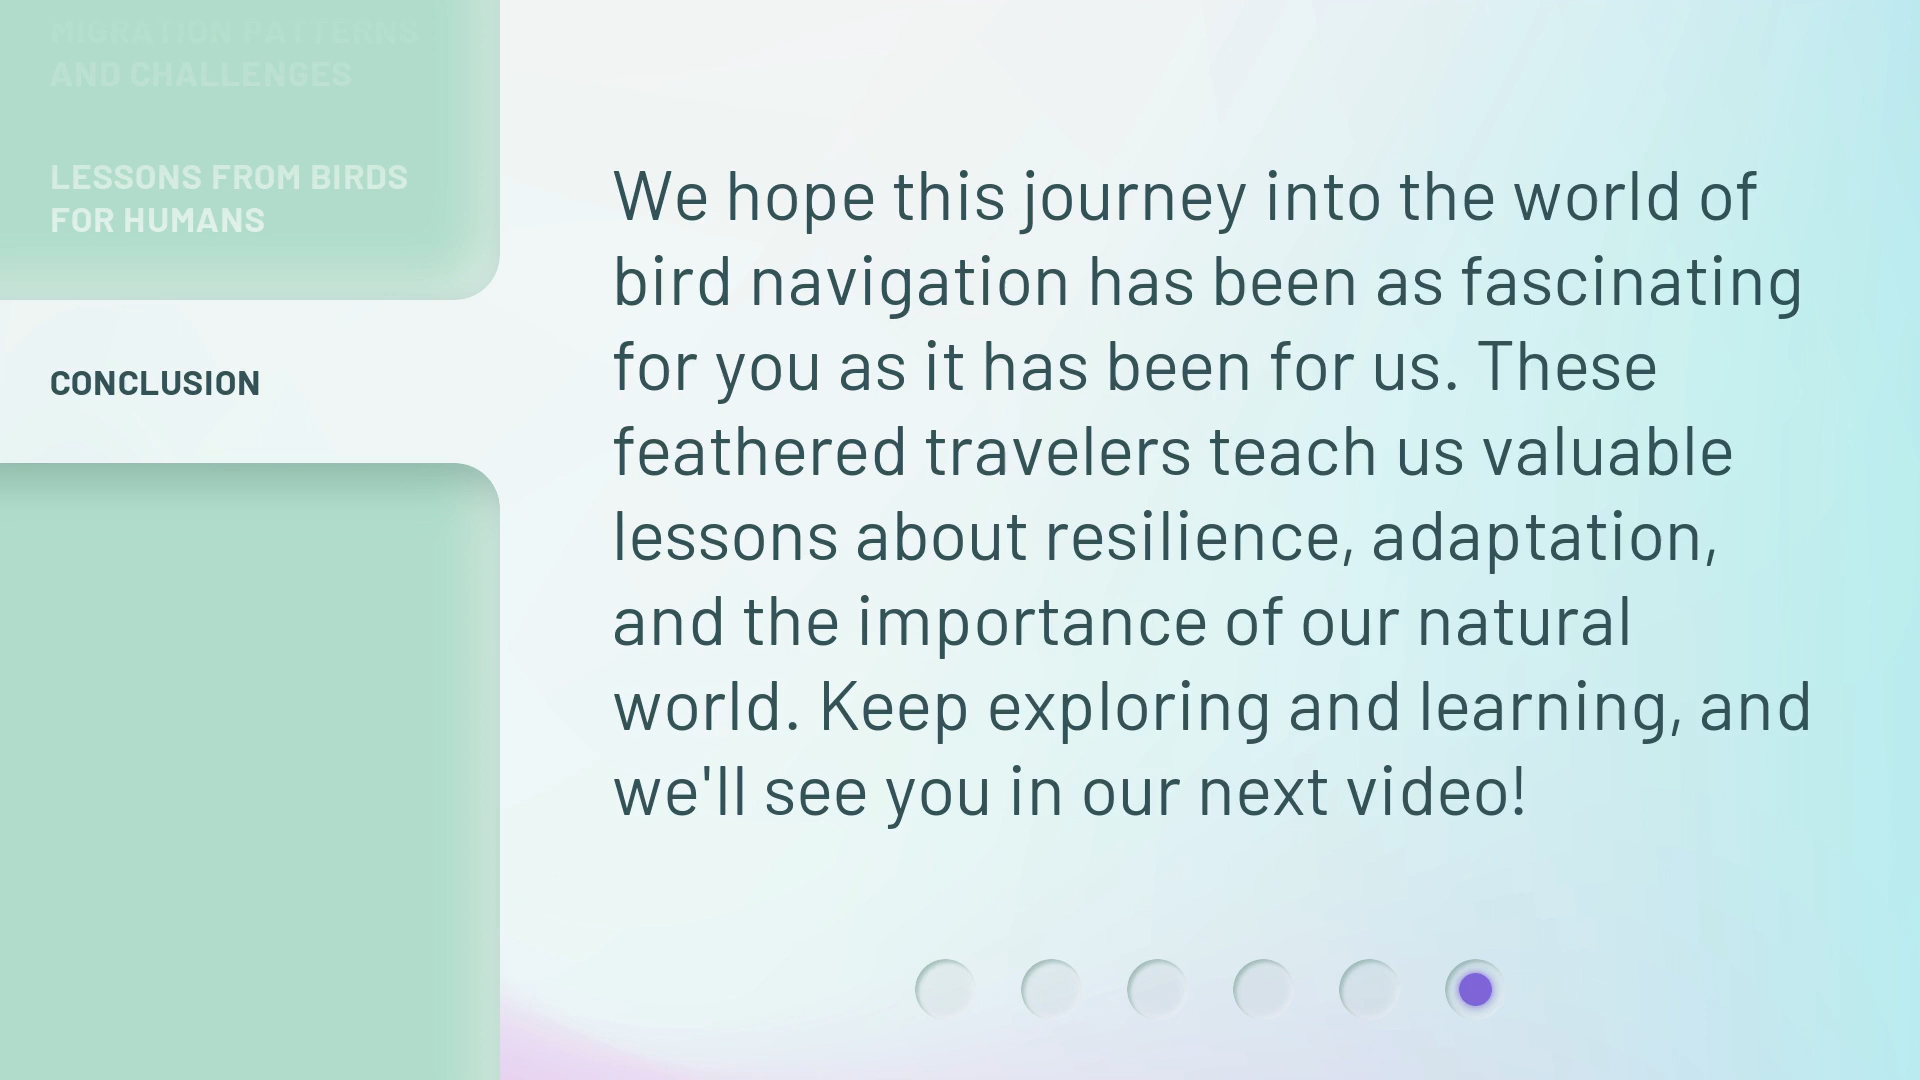 MIGRATION PATTERNS
AND CHALLENGES
LESSONS FROM BIRDS
FOR HUMANS
CONCLUSION
We hope this journey into the world of
bird navigation has been as fascinating
for you as it has been for us. These
feathered travelers teach us valuable
lessons about resilience, adaptation,
and the importance of our natural
world. Keep exploring and learning, and
we'll see you in our next video!